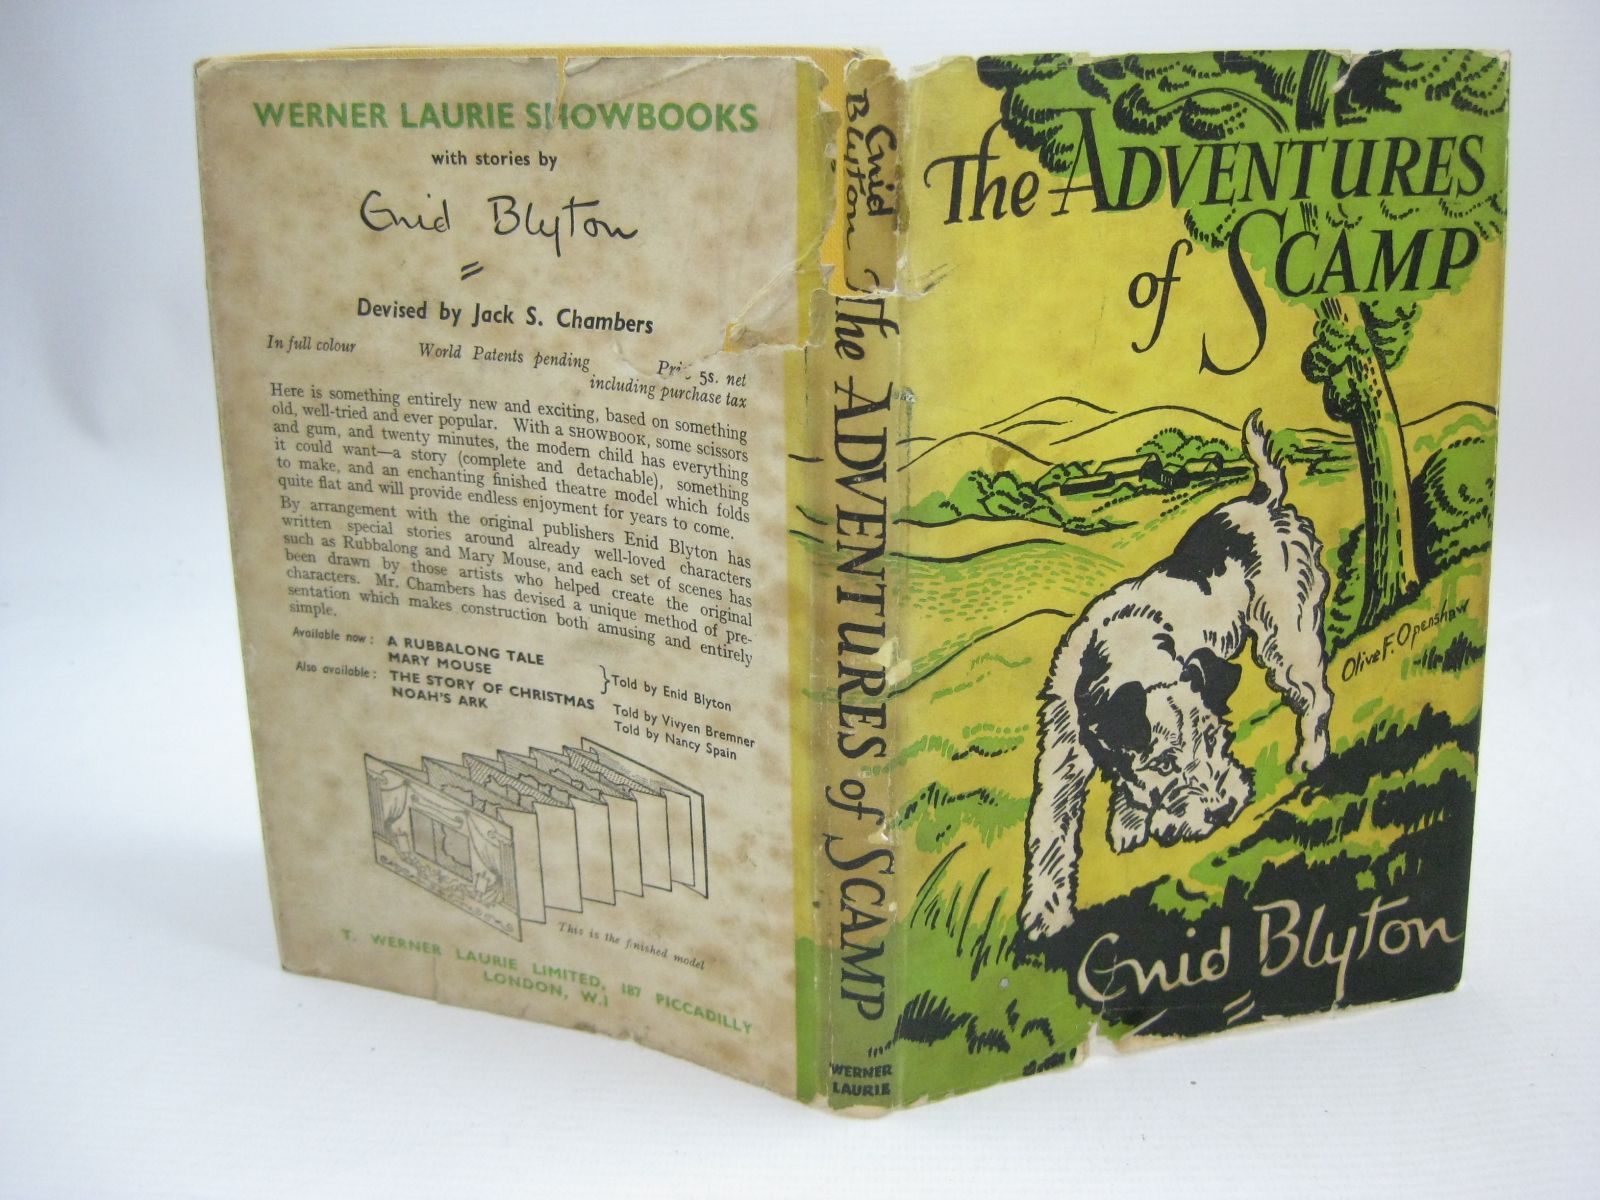 WERNER LAURIE SHOWBOOKS
with stories by
Enid Blyton
Devised by Jack S. Chambers
In full colour World Patents pending 5s. net
including purchase tax
Here is something entirely new and exciting, based on something
old, well-tried and ever popular. With a SHOWBOOK, some scissors
and gum, and twenty minutes, the modern child has everything
it could want—a story (complete and detachable), something
to make, and an enchanting finished theatre model which folds
quite flat and will provide endless enjoyment for years to come.
By arrangement with the original publishers Enid Blyton has
written special stories around already well-loved characters
such as Rubbalong and Mary Mouse, and each set of scenes has
been drawn by those artists who helped create the original
characters. Mr. Chambers has devised a unique method of pre-
sentation which makes construction both amusing and entirely
simple.
Available now: A RUBBALONG TALE
MARY MOUSE
} Told by Enid Blyton
Also available: THE STORY OF CHRISTMAS Told by Vivyen Bremner
NOAH'S ARK Told by Nancy Spain
This is the finished model
T. WERNER LAURIE LIMITED, 187 PICCADILLY
LONDON, W.1
Enid
Blyton
The ADVENTURES of SCAMP
WERNER
LAURIE
The ADVENTURES
of SCAMP
Olive F. Openshaw
Enid Blyton